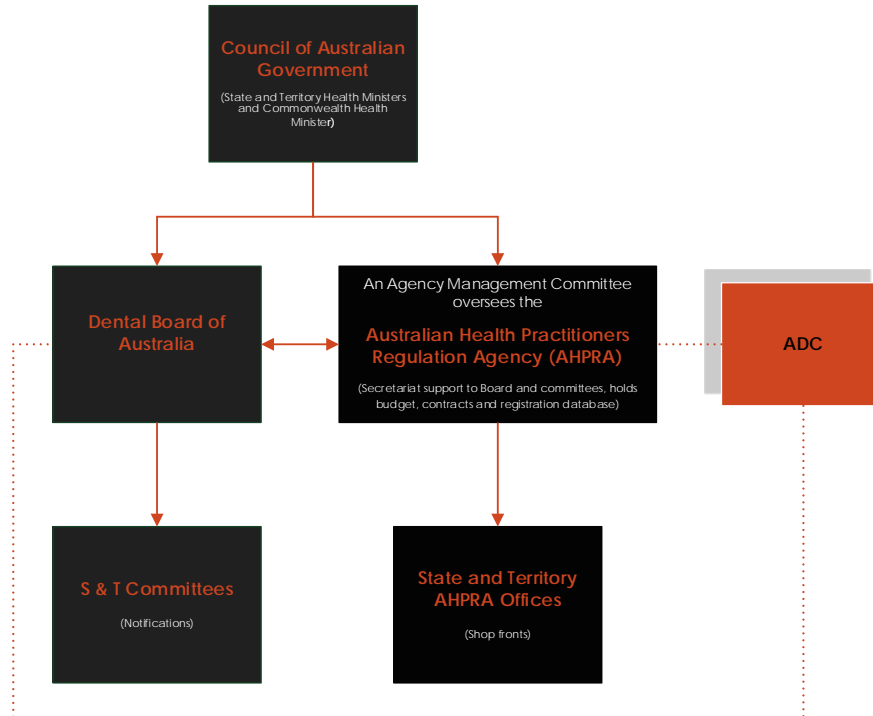 Council of Australian
Government
(State and Territory Health Ministers
and Commonwealth Health
Minister)
Dental Board of
Australia
An Agency Management Committee
oversees the
Australian Health Practitioners
Regulation Agency (AHPRA)
(Secretariat support to Board and committees, holds
budget, contracts and registration database)
ADC
S & T Committees
(Notifications)
State and Territory
AHPRA Offices
(Shop fronts)